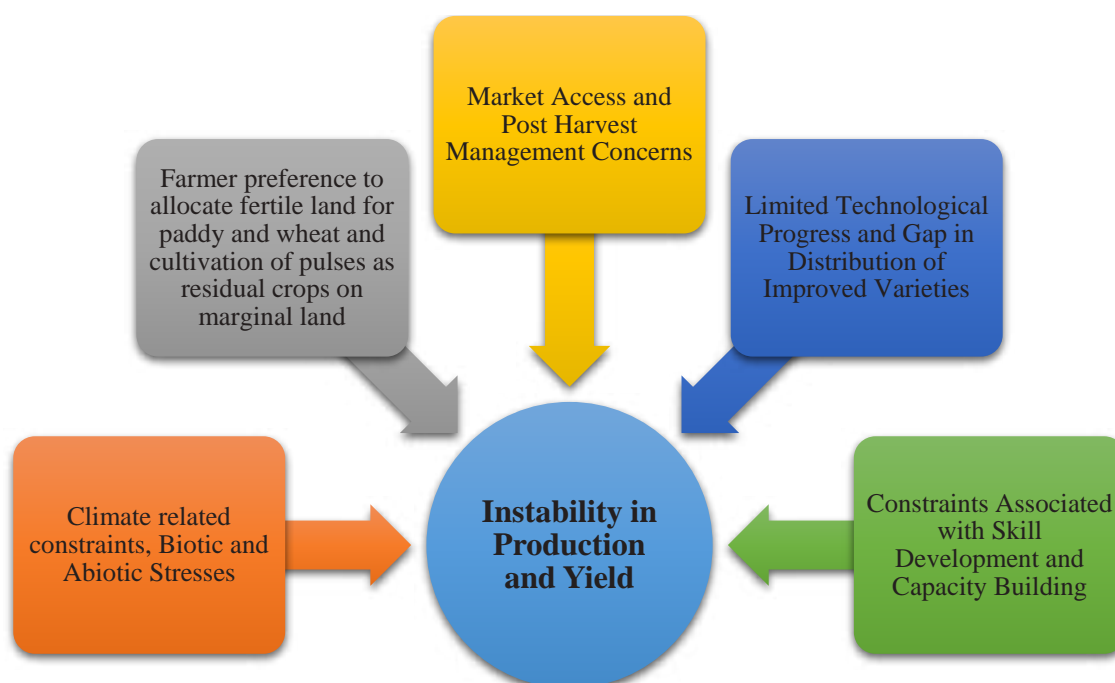 Market Access and
Post Harvest
Management Concerns
Farmer preference to
allocate fertile land for
paddy and wheat and
cultivation of pulses as
residual crops on
marginal land
Limited Technological
Progress and Gap in
Distribution of
Improved Varieties
Climate related
constraints, Biotic and
Abiotic Stresses
Instability in
Production
and Yield
Constraints Associated
with Skill
Development and
Capacity Building